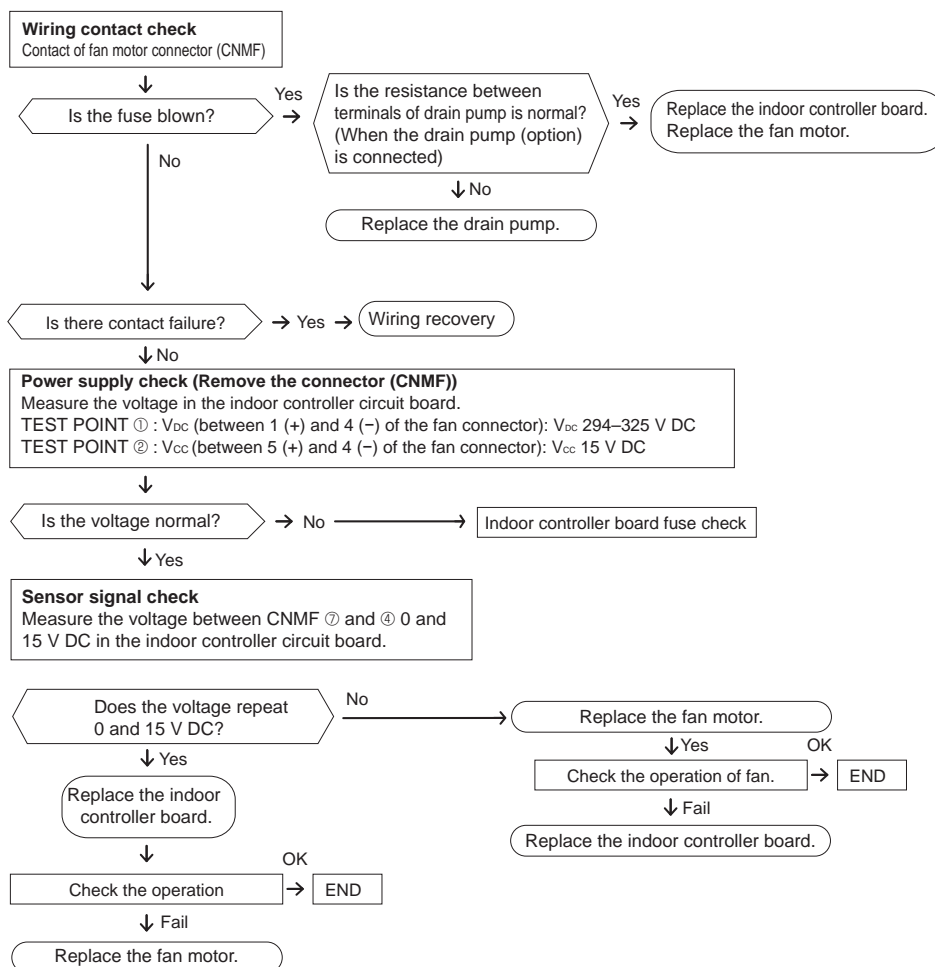 Wiring contact check
Contact of fan motor connector (CNMF)
Is the fuse blown?
Yes
Is the resistance between
terminals of drain pump is normal?
(When the drain pump (option)
is connected)
Yes
Replace the indoor controller board.
Replace the fan motor.
No
No
Replace the drain pump.
Is there contact failure?
Yes
Wiring recovery
No
Power supply check (Remove the connector (CNMF))
Measure the voltage in the indoor controller circuit board.
TEST POINT ① : VDC (between 1 (+) and 4 (−) of the fan connector): VDC 294–325 V DC
TEST POINT ② : VCC (between 5 (+) and 4 (−) of the fan connector): VCC 15 V DC
Is the voltage normal?
No
Indoor controller board fuse check
Yes
Sensor signal check
Measure the voltage between CNMF ⑦ and ④ 0 and
15 V DC in the indoor controller circuit board.
Does the voltage repeat
0 and 15 V DC?
No
Replace the fan motor.
Yes
Yes
OK
Check the operation of fan.
END
Replace the indoor
controller board.
Fail
Replace the indoor controller board.
OK
Check the operation
END
Fail
Replace the fan motor.